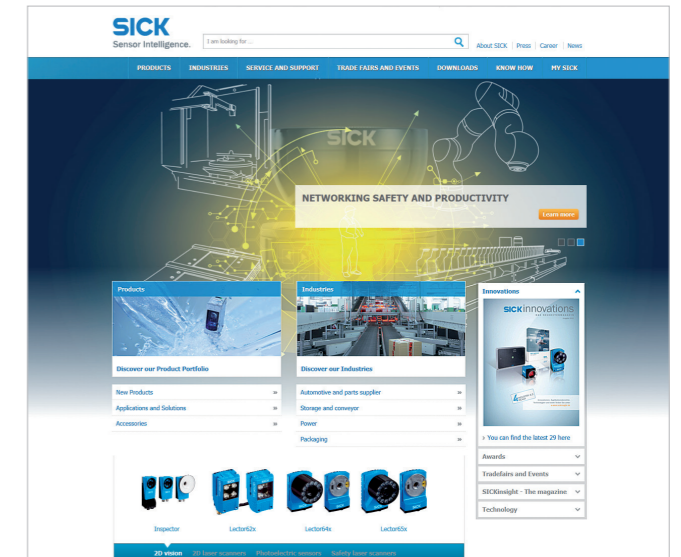 SICK
Sensor Intelligence.
I am looking for ...
About SICK | Press | Career | News
PRODUCTS INDUSTRIES SERVICE AND SUPPORT TRADE FAIRS AND EVENTS DOWNLOADS KNOW HOW MY SICK
SICK
NETWORKING SAFETY AND PRODUCTIVITY
Learn more
Products
Industries
Innovations
SICKinnovations
Discover our Product Portfolio
Discover our Industries
New Products »
Applications and Solutions »
Accessories »
Automotive and parts supplier »
Storage and conveyor »
Power »
Packaging »
› You can find the latest 29 here
Awards
Tradefairs and Events
SICKinsight - The magazine
Technology
Inspector Lector62x Lector64x Lector65x
2D vision 2D laser scanners Photoelectric sensors Safety laser scanners